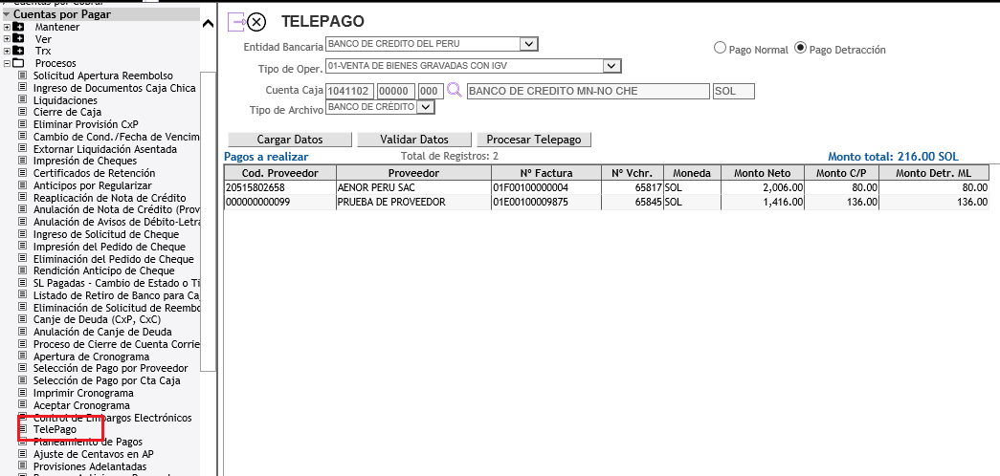 Cuentas por Cobrar
Cuentas por Pagar
Mantener
Ver
Trx
Procesos
Solicitud Apertura Reembolso
Ingreso de Documentos Caja Chica
Liquidaciones
Cierre de Caja
Eliminar Provisión CxP
Cambio de Cond./Fecha de Vencim
Extornar Liquidación Asentada
Impresión de Cheques
Certificados de Retención
Anticipos por Regularizar
Reaplicación de Nota de Crédito
Anulación de Nota de Crédito (Prov
Anulación de Avisos de Débito-Letra
Ingreso de Solicitud de Cheque
Impresión del Pedido de Cheque
Eliminación del Pedido de Cheque
Rendición Anticipo de Cheque
SL Pagadas - Cambio de Estado o Ti
Listado de Retiro de Banco para Caj
Eliminación de Solicitud de Reembo
Canje de Deuda (CxP, CxC)
Anulación de Canje de Deuda
Proceso de Cierre de Cuenta Corrie
Apertura de Cronograma
Selección de Pago por Proveedor
Selección de Pago por Cta Caja
Imprimir Cronograma
Aceptar Cronograma
Control de Embargos Electrónicos
TelePago
Planeamiento de Pagos
Ajuste de Centavos en AP
Provisiones Adelantadas
TELEPAGO
Entidad Bancaria BANCO DE CREDITO DEL PERU Pago Normal Pago Detracción
Tipo de Oper. 01-VENTA DE BIENES GRAVADAS CON IGV
Cuenta Caja 1041102 00000 000 BANCO DE CREDITO MN-NO CHE SOL
Tipo de Archivo BANCO DE CRÉDITO
Cargar Datos Validar Datos Procesar Telepago
Pagos a realizar Total de Registros: 2 Monto total: 216.00 SOL
Cod. Proveedor Proveedor Nº Factura Nº Vchr. Moneda Monto Neto Monto C/P Monto Detr. ML
20515802658 AENOR PERU SAC 01F00100000004 65817 SOL 2,006.00 80.00 80.00
000000000099 PRUEBA DE PROVEEDOR 01E00100009875 65845 SOL 1,416.00 136.00 136.00